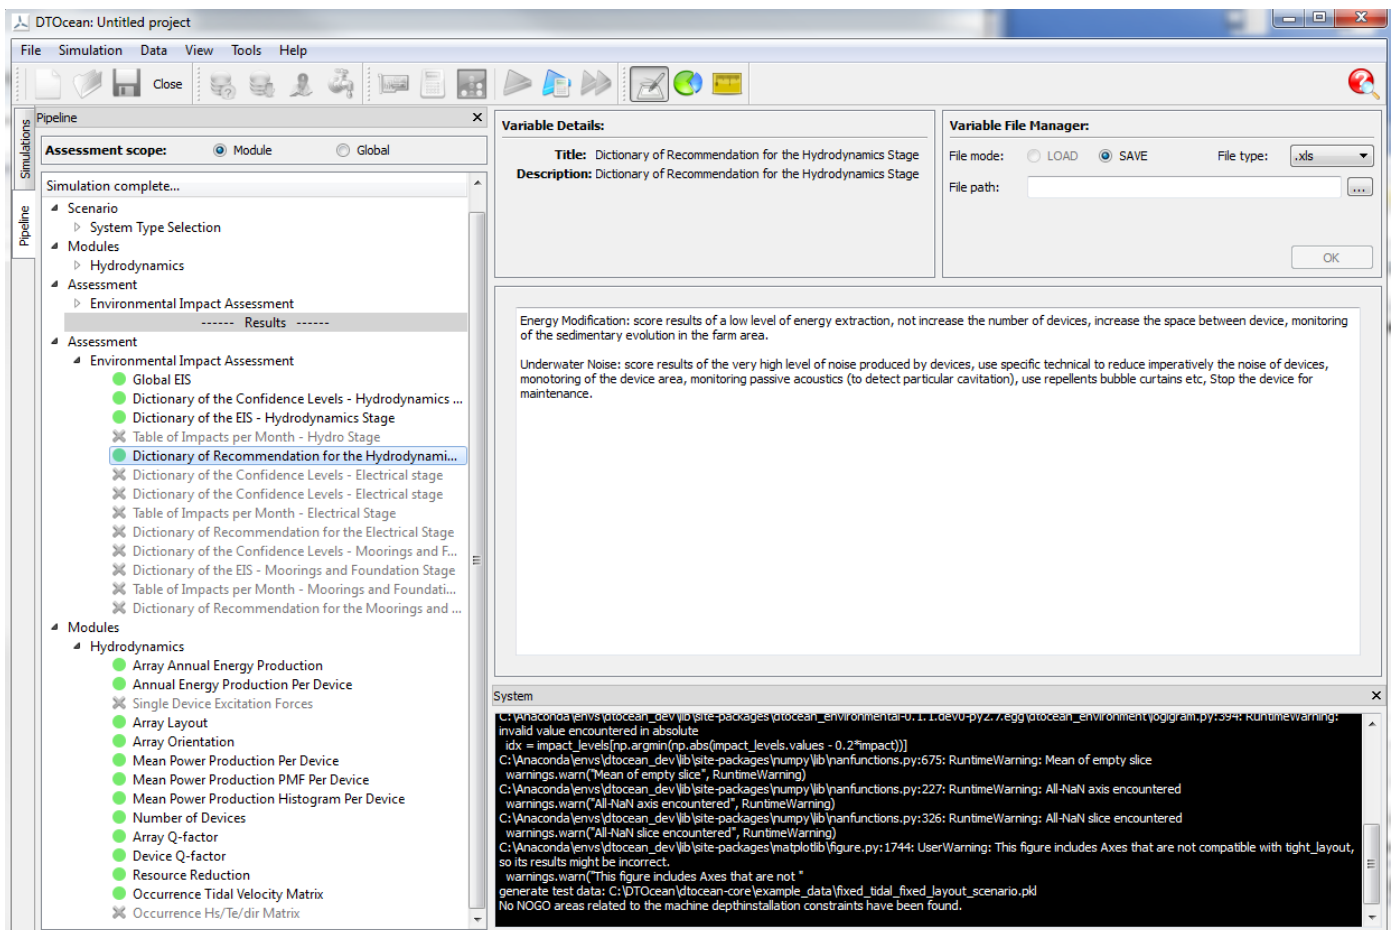 DTOcean: Untitled project
File Simulation Data View Tools Help
Close
Simulations
Pipeline
Pipeline
Assessment scope: Module Global
Simulation complete...
Scenario
System Type Selection
Modules
Hydrodynamics
Assessment
Environmental Impact Assessment
------ Results ------
Assessment
Environmental Impact Assessment
Global EIS
Dictionary of the Confidence Levels - Hydrodynamics ...
Dictionary of the EIS - Hydrodynamics Stage
Table of Impacts per Month - Hydro Stage
Dictionary of Recommendation for the Hydrodynami...
Dictionary of the Confidence Levels - Electrical stage
Dictionary of the Confidence Levels - Electrical stage
Table of Impacts per Month - Electrical Stage
Dictionary of Recommendation for the Electrical Stage
Dictionary of the Confidence Levels - Moorings and F...
Dictionary of the EIS - Moorings and Foundation Stage
Table of Impacts per Month - Moorings and Foundati...
Dictionary of Recommendation for the Moorings and ...
Modules
Hydrodynamics
Array Annual Energy Production
Annual Energy Production Per Device
Single Device Excitation Forces
Array Layout
Array Orientation
Mean Power Production Per Device
Mean Power Production PMF Per Device
Mean Power Production Histogram Per Device
Number of Devices
Array Q-factor
Device Q-factor
Resource Reduction
Occurrence Tidal Velocity Matrix
Occurrence Hs/Te/dir Matrix
Variable Details:
Title: Dictionary of Recommendation for the Hydrodynamics Stage
Description: Dictionary of Recommendation for the Hydrodynamics Stage
Variable File Manager:
File mode: LOAD SAVE File type: .xls
File path: ...
OK
Energy Modification: score results of a low level of energy extraction, not increase the number of devices, increase the space between device, monitoring
of the sedimentary evolution in the farm area.
Underwater Noise: score results of the very high level of noise produced by devices, use specific technical to reduce imperatively the noise of devices,
monotoring of the device area, monitoring passive acoustics (to detect particular cavitation), use repellents bubble curtains etc, Stop the device for
maintenance.
System
C:\Anaconda\envs\dtocean_dev\lib\site-packages\dtocean_environmental-0.1.1.dev0-py2.7.egg\dtocean_environment\logigram.py:394: RuntimeWarning:
invalid value encountered in absolute
idx = impact_levels[np.argmin(np.abs(impact_levels.values - 0.2*impact))]
C:\Anaconda\envs\dtocean_dev\lib\site-packages\numpy\lib\nanfunctions.py:675: RuntimeWarning: Mean of empty slice
warnings.warn("Mean of empty slice", RuntimeWarning)
C:\Anaconda\envs\dtocean_dev\lib\site-packages\numpy\lib\nanfunctions.py:227: RuntimeWarning: All-NaN axis encountered
warnings.warn("All-NaN axis encountered", RuntimeWarning)
C:\Anaconda\envs\dtocean_dev\lib\site-packages\numpy\lib\nanfunctions.py:326: RuntimeWarning: All-NaN slice encountered
warnings.warn("All-NaN slice encountered", RuntimeWarning)
C:\Anaconda\envs\dtocean_dev\lib\site-packages\matplotlib\figure.py:1744: UserWarning: This figure includes Axes that are not compatible with tight_layout,
so its results might be incorrect.
warnings.warn("This figure includes Axes that are not "
generate test data: C:\DTOcean\dtocean-core\example_data\fixed_tidal_fixed_layout_scenario.pkl
No NOGO areas related to the machine depthinstallation constraints have been found.